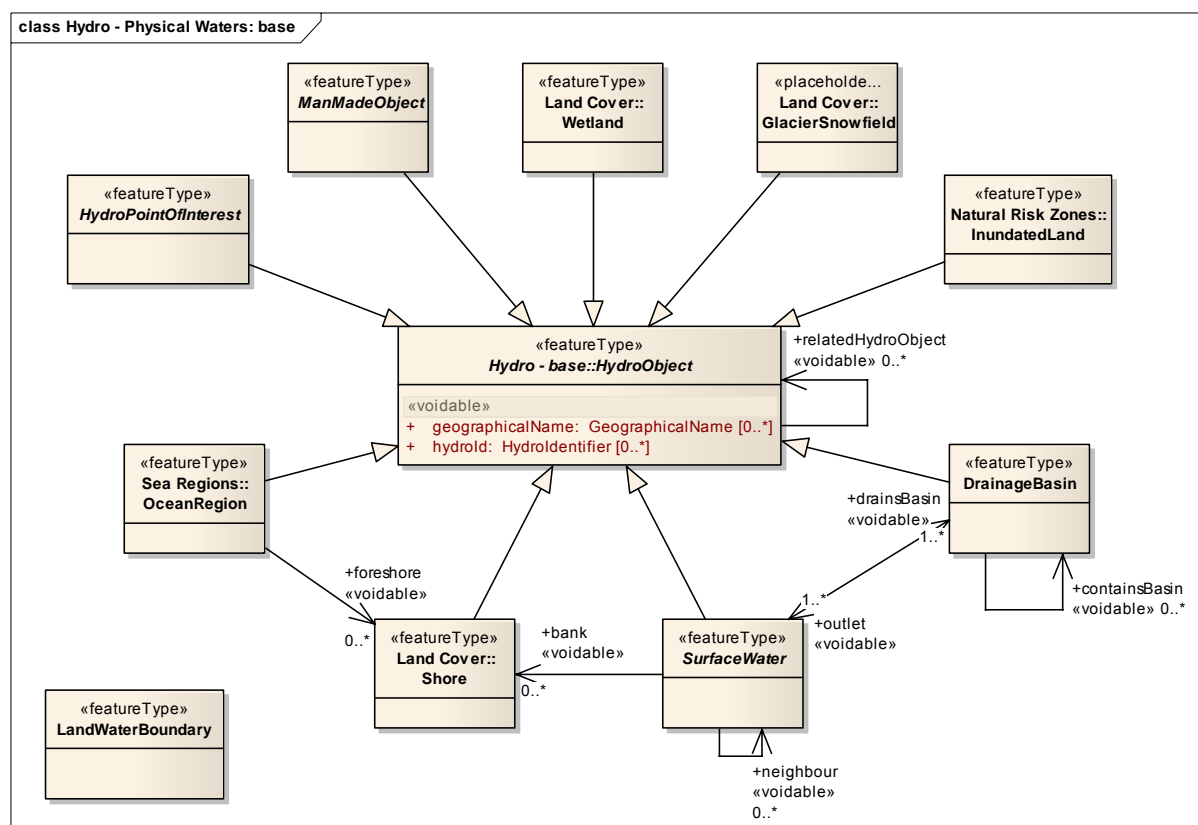 class Hydro - Physical Waters: base
«featureType»
ManMadeObject
«featureType»
Land Cover::
Wetland
«placeholde...
Land Cover::
GlacierSnowfield
«featureType»
HydroPointOfInterest
«featureType»
Natural Risk Zones::
InundatedLand
«featureType»
Hydro - base::HydroObject
«voidable»
+ geographicalName: GeographicalName [0..*]
+ hydroId: HydroIdentifier [0..*]
+relatedHydroObject
«voidable» 0..*
«featureType»
Sea Regions::
OceanRegion
«featureType»
DrainageBasin
+drainsBasin
«voidable»
1..*
+containsBasin
«voidable» 0..*
+foreshore
«voidable»
0..*
1..*
+outlet
«voidable»
«featureType»
Land Cover::
Shore
+bank
«voidable»
0..*
«featureType»
SurfaceWater
«featureType»
LandWaterBoundary
+neighbour
«voidable»
0..*